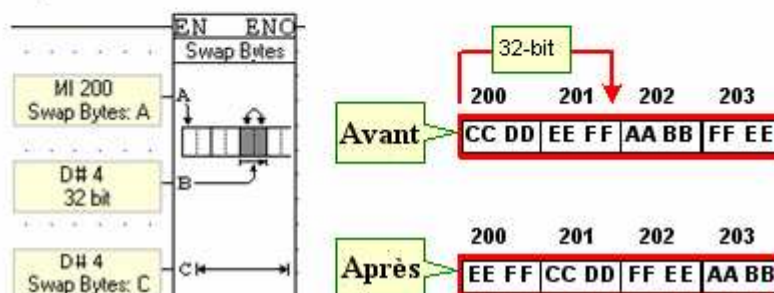 EN ENO
Swap Bytes
MI 200
Swap Bytes: A
A
D# 4
32 bit
B
D# 4
Swap Bytes: C
C
32-bit
200 201 202 203
Avant
CC DD EE FF AA BB FF EE
200 201 202 203
Après
EE FF CC DD FF EE AA BB